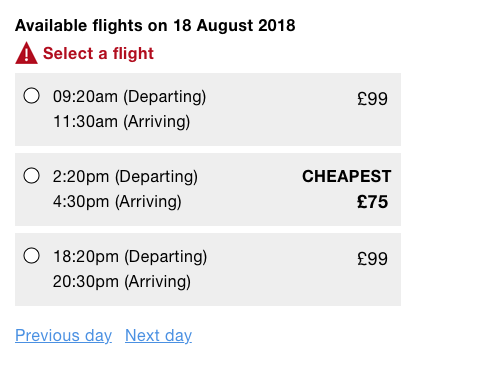 Available flights on 18 August 2018
Select a flight
09:20am (Departing) £99
11:30am (Arriving)
2:20pm (Departing) CHEAPEST
4:30pm (Arriving) £75
18:20pm (Departing) £99
20:30pm (Arriving)
Previous day Next day